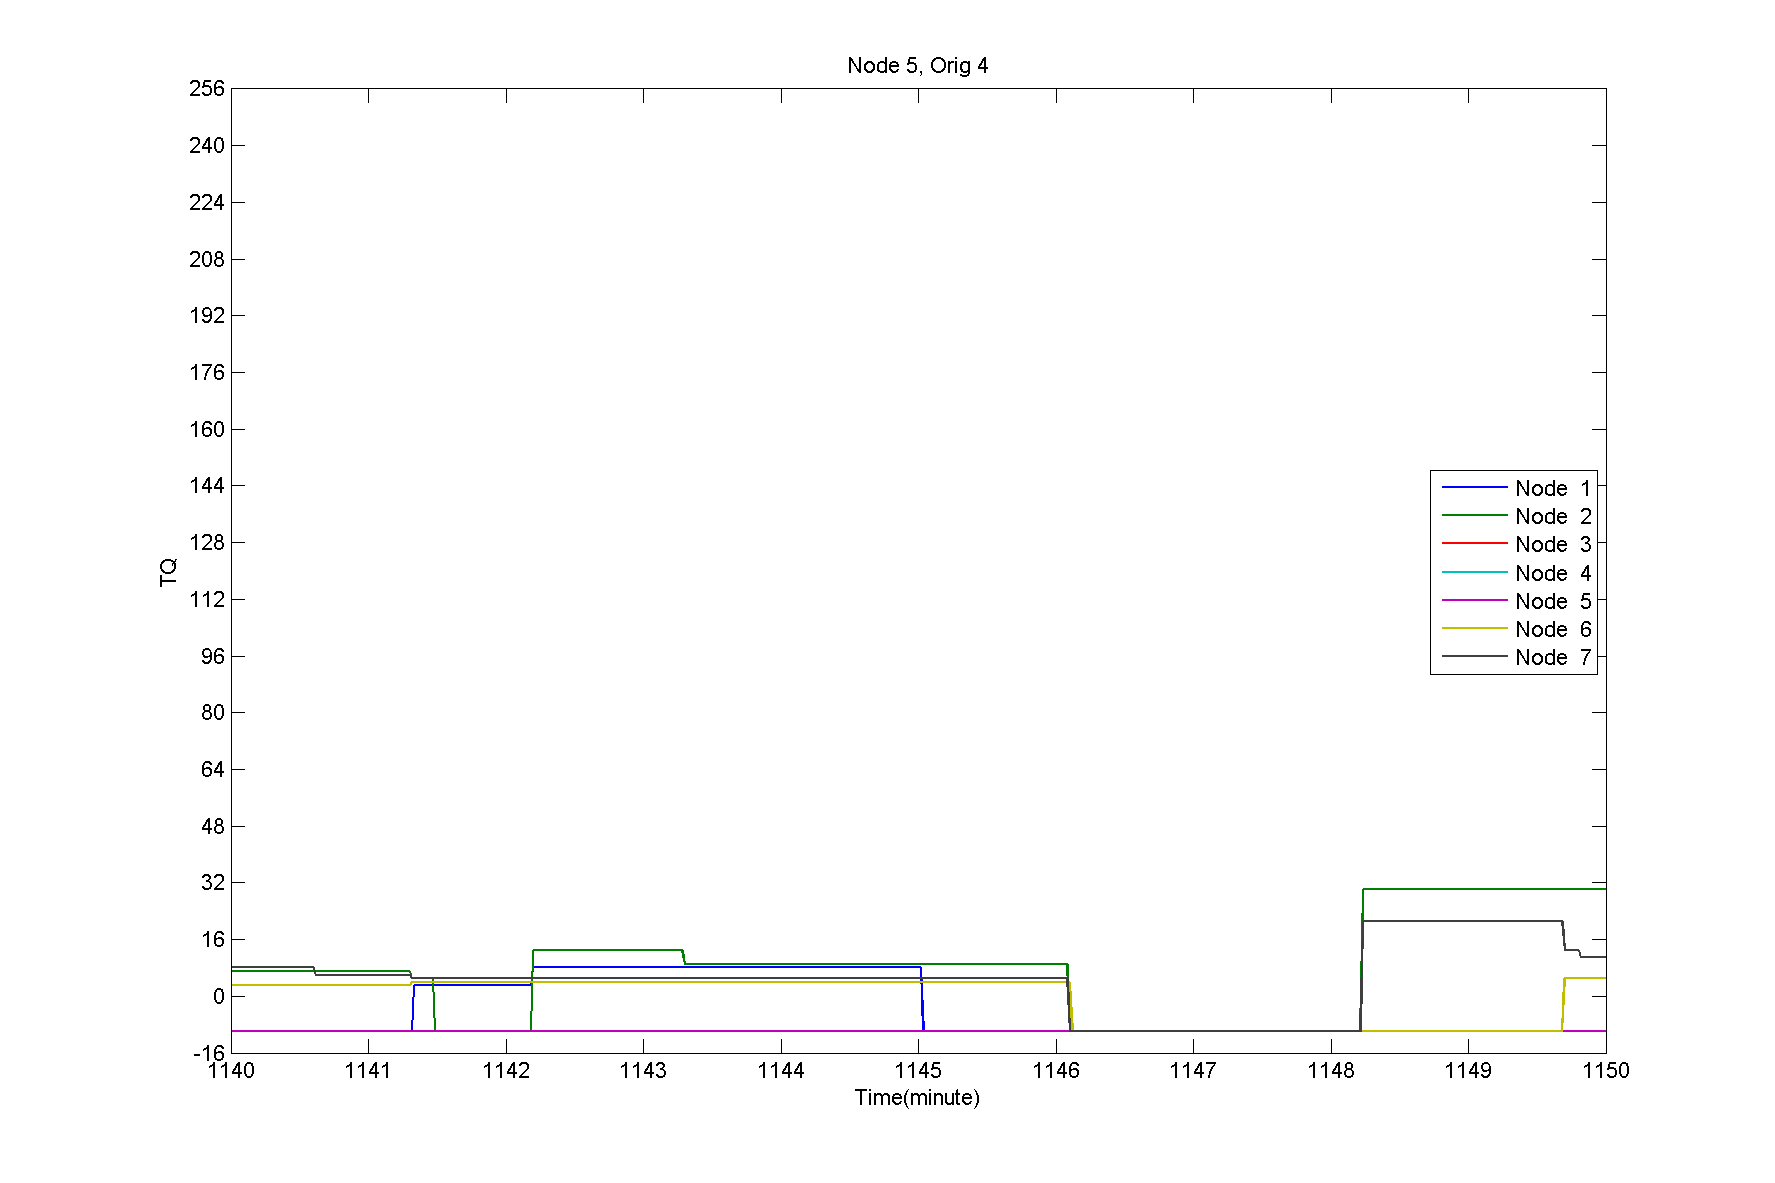 Node 5, Orig 4
256
240
224
208
192
176
160
144
128
112
96
80
64
48
32
16
0
-16
TQ
Node 1
Node 2
Node 3
Node 4
Node 5
Node 6
Node 7
1140 1141 1142 1143 1144 1145 1146 1147 1148 1149 1150
Time(minute)